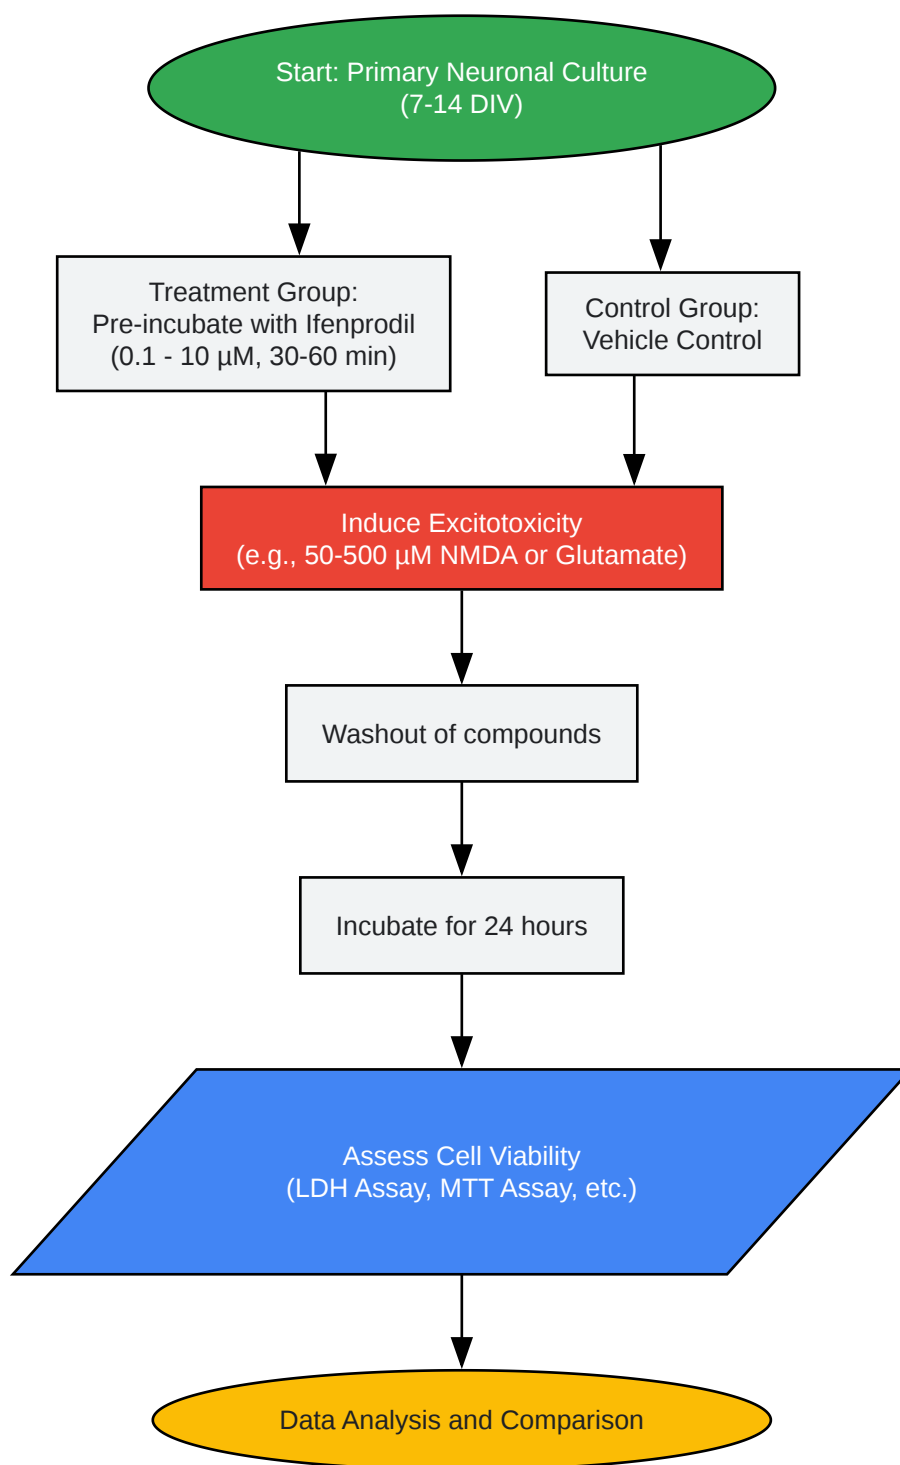 Start: Primary Neuronal Culture
(7-14 DIV)
Treatment Group:
Pre-incubate with Ifenprodil
(0.1 - 10 µM, 30-60 min)
Control Group:
Vehicle Control
Induce Excitotoxicity
(e.g., 50-500 µM NMDA or Glutamate)
Washout of compounds
Incubate for 24 hours
Assess Cell Viability
(LDH Assay, MTT Assay, etc.)
Data Analysis and Comparison